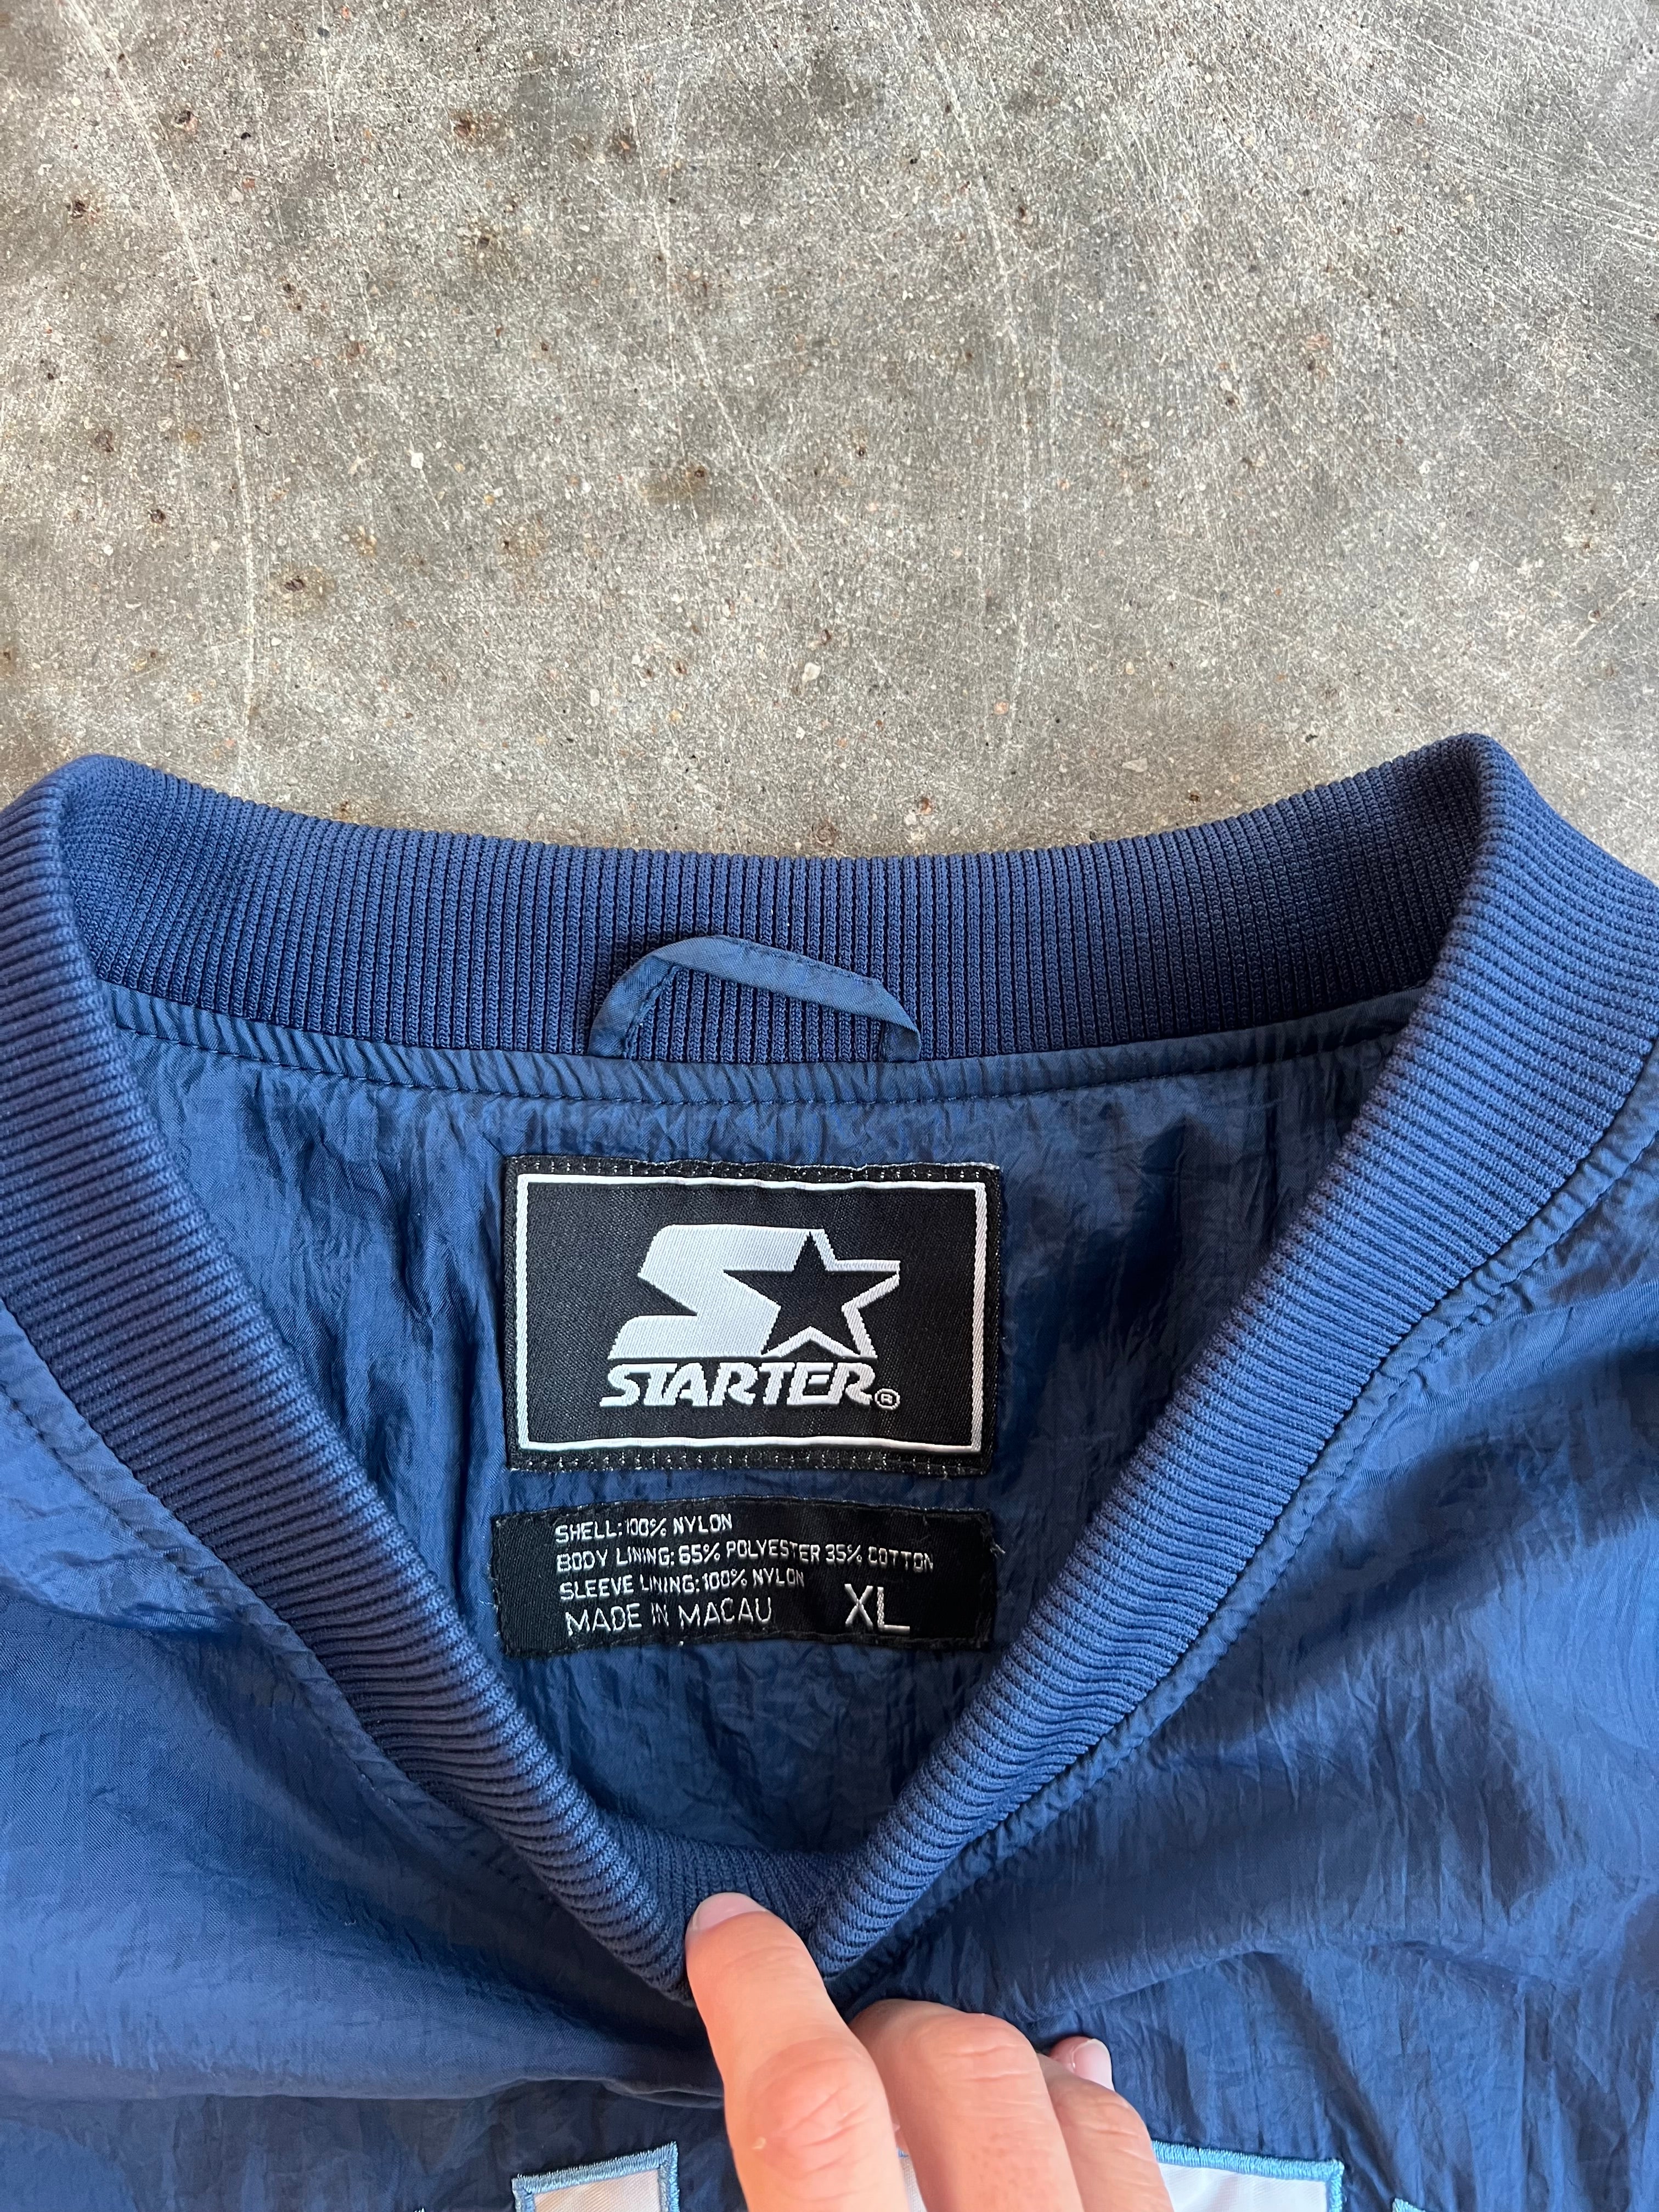 STARTER®
SHELL: 100% NYLON
BODY LINING: 65% POLYESTER 35% COTTON
SLEEVE LINING: 100% NYLON
MADE IN MACAU XL